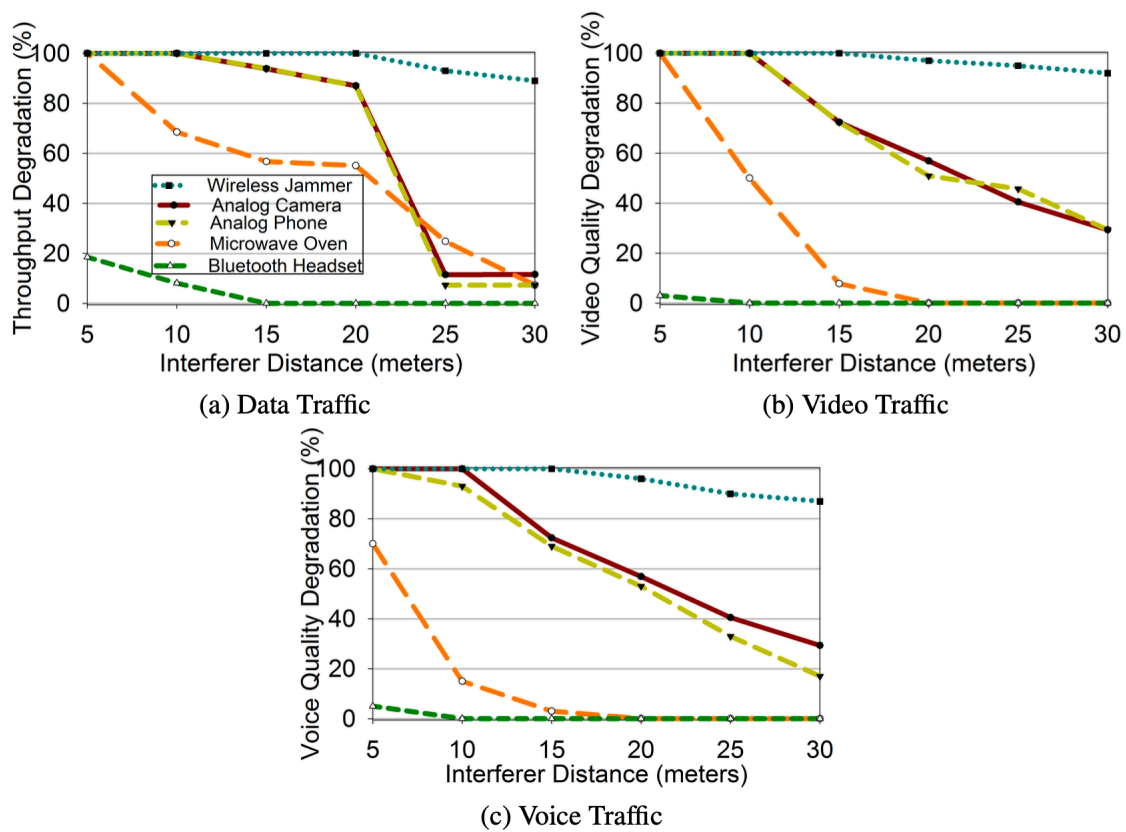 Throughput Degradation (%)
100
80
60
40
20
0
Wireless Jammer
Analog Camera
Analog Phone
Microwave Oven
Bluetooth Headset
5 10 15 20 25 30
Interferer Distance (meters)
(a) Data Traffic
Video Quality Degradation (%)
100
80
60
40
20
0
5 10 15 20 25 30
Interferer Distance (meters)
(b) Video Traffic
Voice Quality Degradation (%)
100
80
60
40
20
0
5 10 15 20 25 30
Interferer Distance (meters)
(c) Voice Traffic